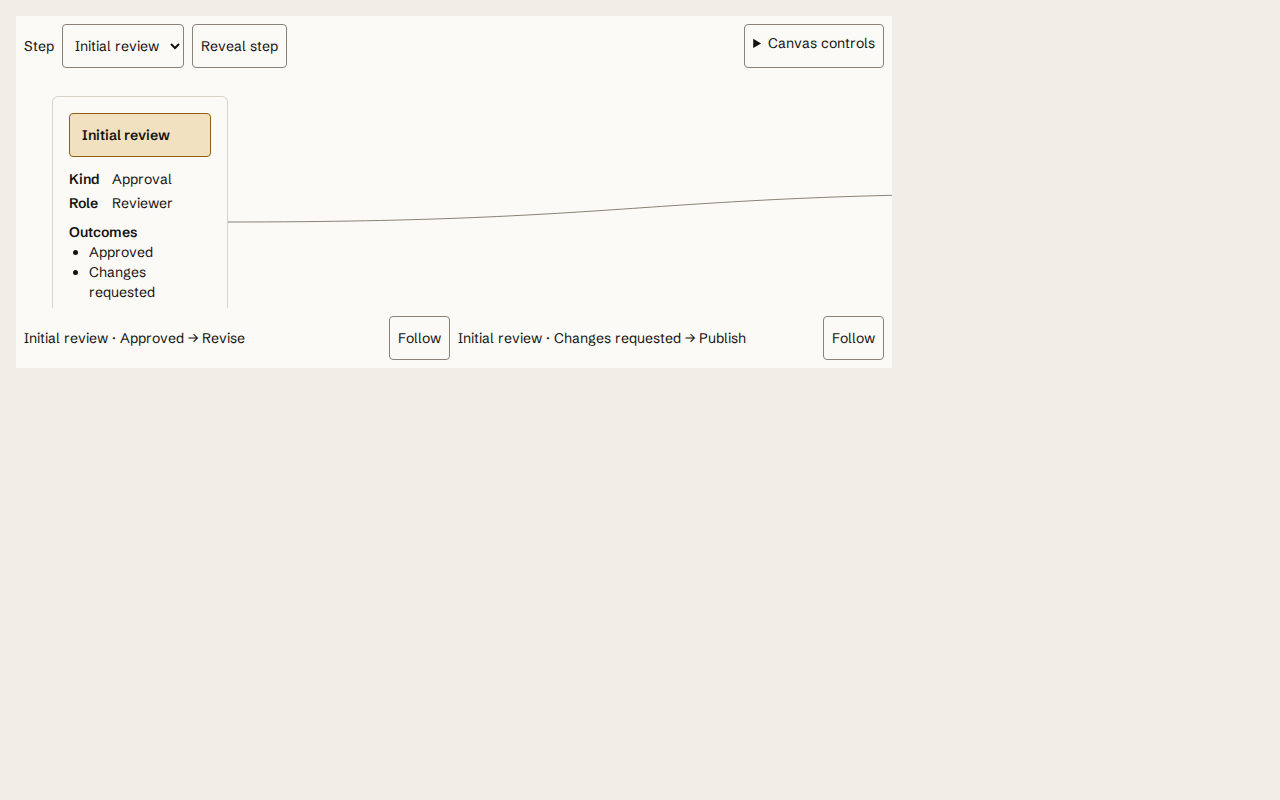 Step Initial review Reveal step Canvas controls
Initial review
Kind Approval
Role Reviewer
Outcomes
Approved
Changes
requested
Initial review · Approved → Revise Follow Initial review · Changes requested → Publish Follow